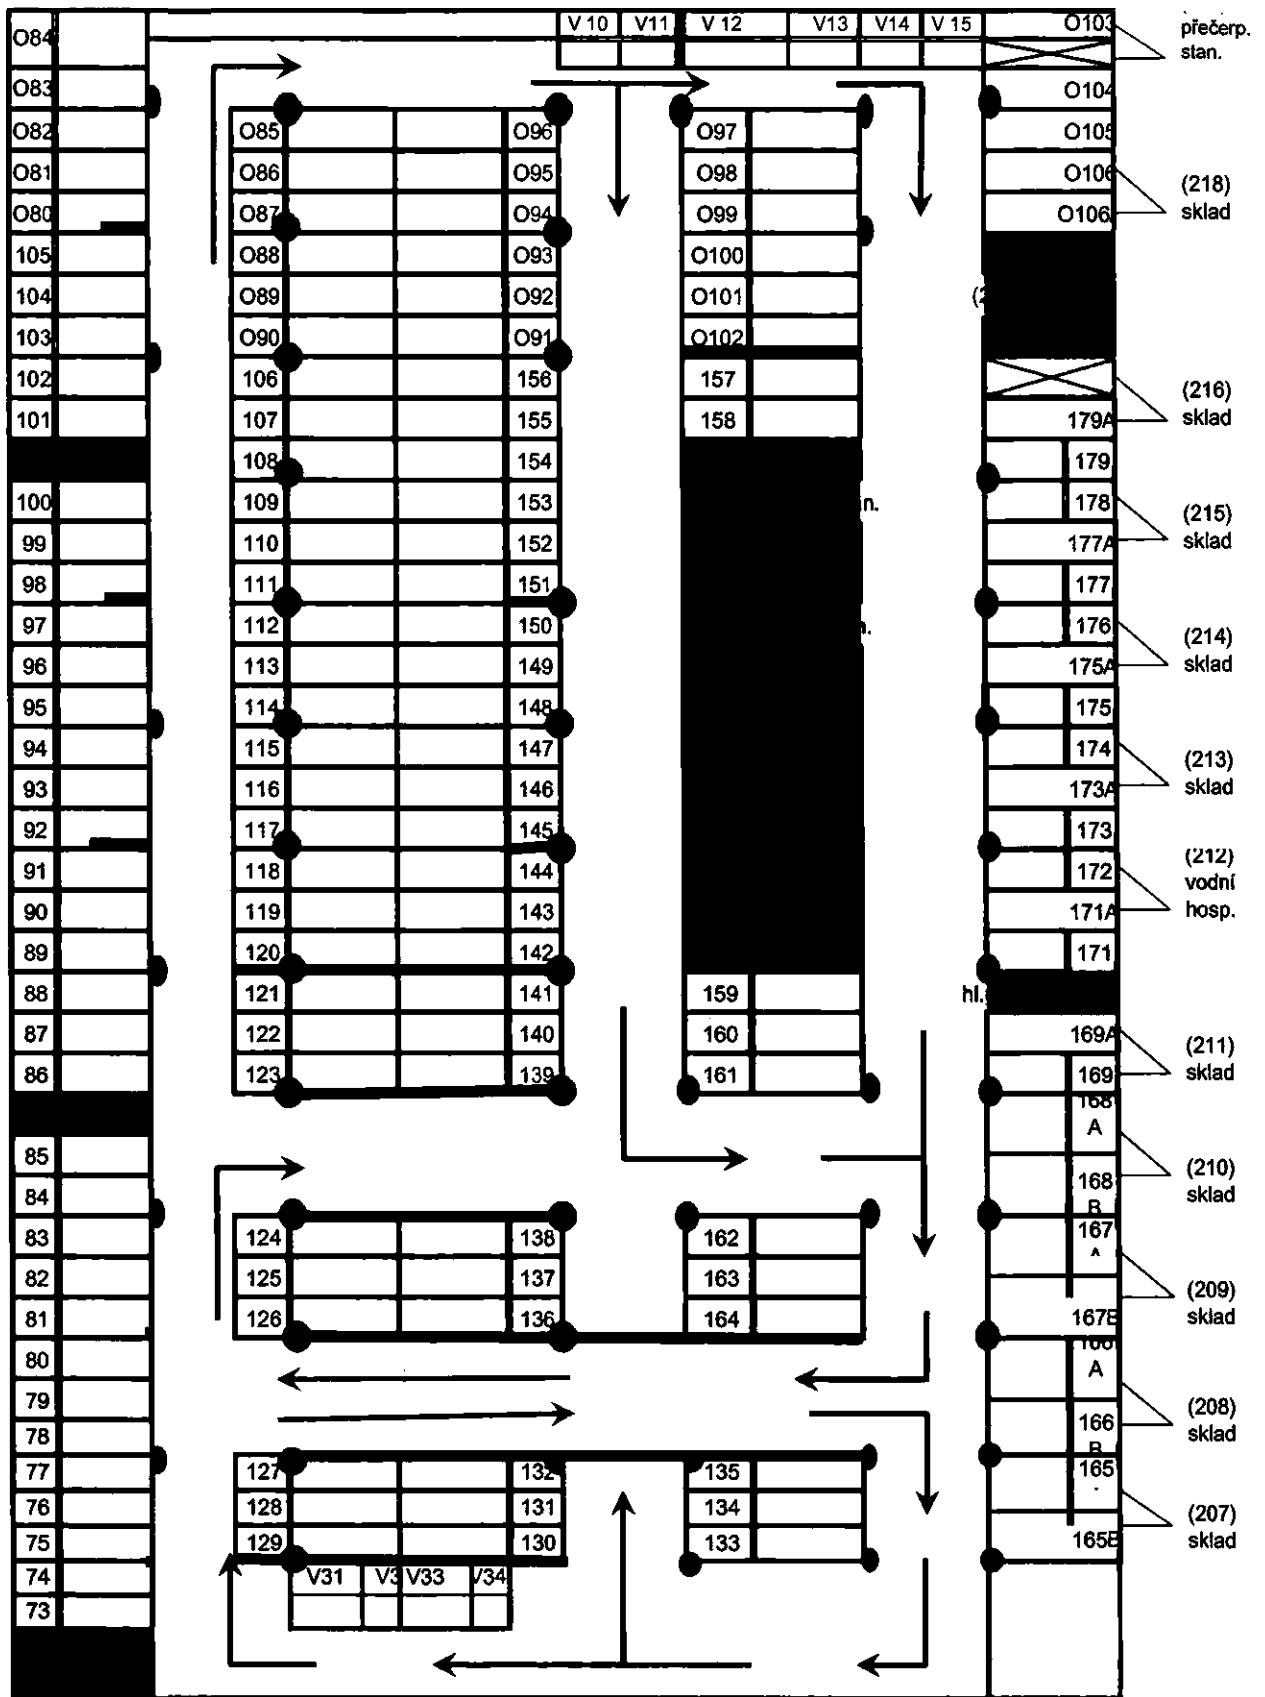 V 10 V11 V 12 V13 V14 V 15 O103
přečerp.
stan.
O84
O83 O104
O82 O85 O96 O97 O105
O81 O86 O95 O98 O106
(218)
sklad
O80 O87 O94 O99 O106
105 O88 O93 O100
104 O89 O92 O101
103 O90 O91 O102
102 106 156 157
(216)
sklad
101 107 155 158 179A
108 154 179
100 109 153 n. 178
(215)
sklad
99 110 152 177A
98 111 151 177
97 112 150 176
(214)
sklad
96 113 149 175A
95 114 148 175
94 115 147 174
(213)
sklad
93 116 146 173A
92 117 145 173
91 118 144 172
(212)
vodní
hosp.
90 119 143 171A
89 120 142 171
88 121 141 159 hl.
87 122 140 160 169A
(211)
sklad
86 123 139 161 169
168
A
85
(210)
sklad
84 168
B
83 124 138 162 167
A
82 125 137 163
(209)
sklad
81 126 136 164 167B
80 166
A
79
(208)
sklad
78 166
B
77 127 132 135 165
76 128 131 134
(207)
sklad
75 129 130 133 165B
74 V31 V3 V33 V34
73